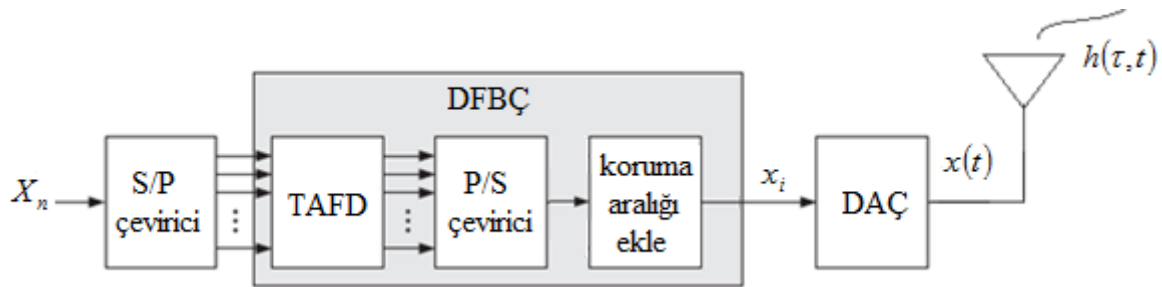 h(τ,t)
DFBÇ
X_n
S/P
çevirici
TAFD
P/S
çevirici
koruma
aralığı
ekle
x_i
DAÇ
x(t)